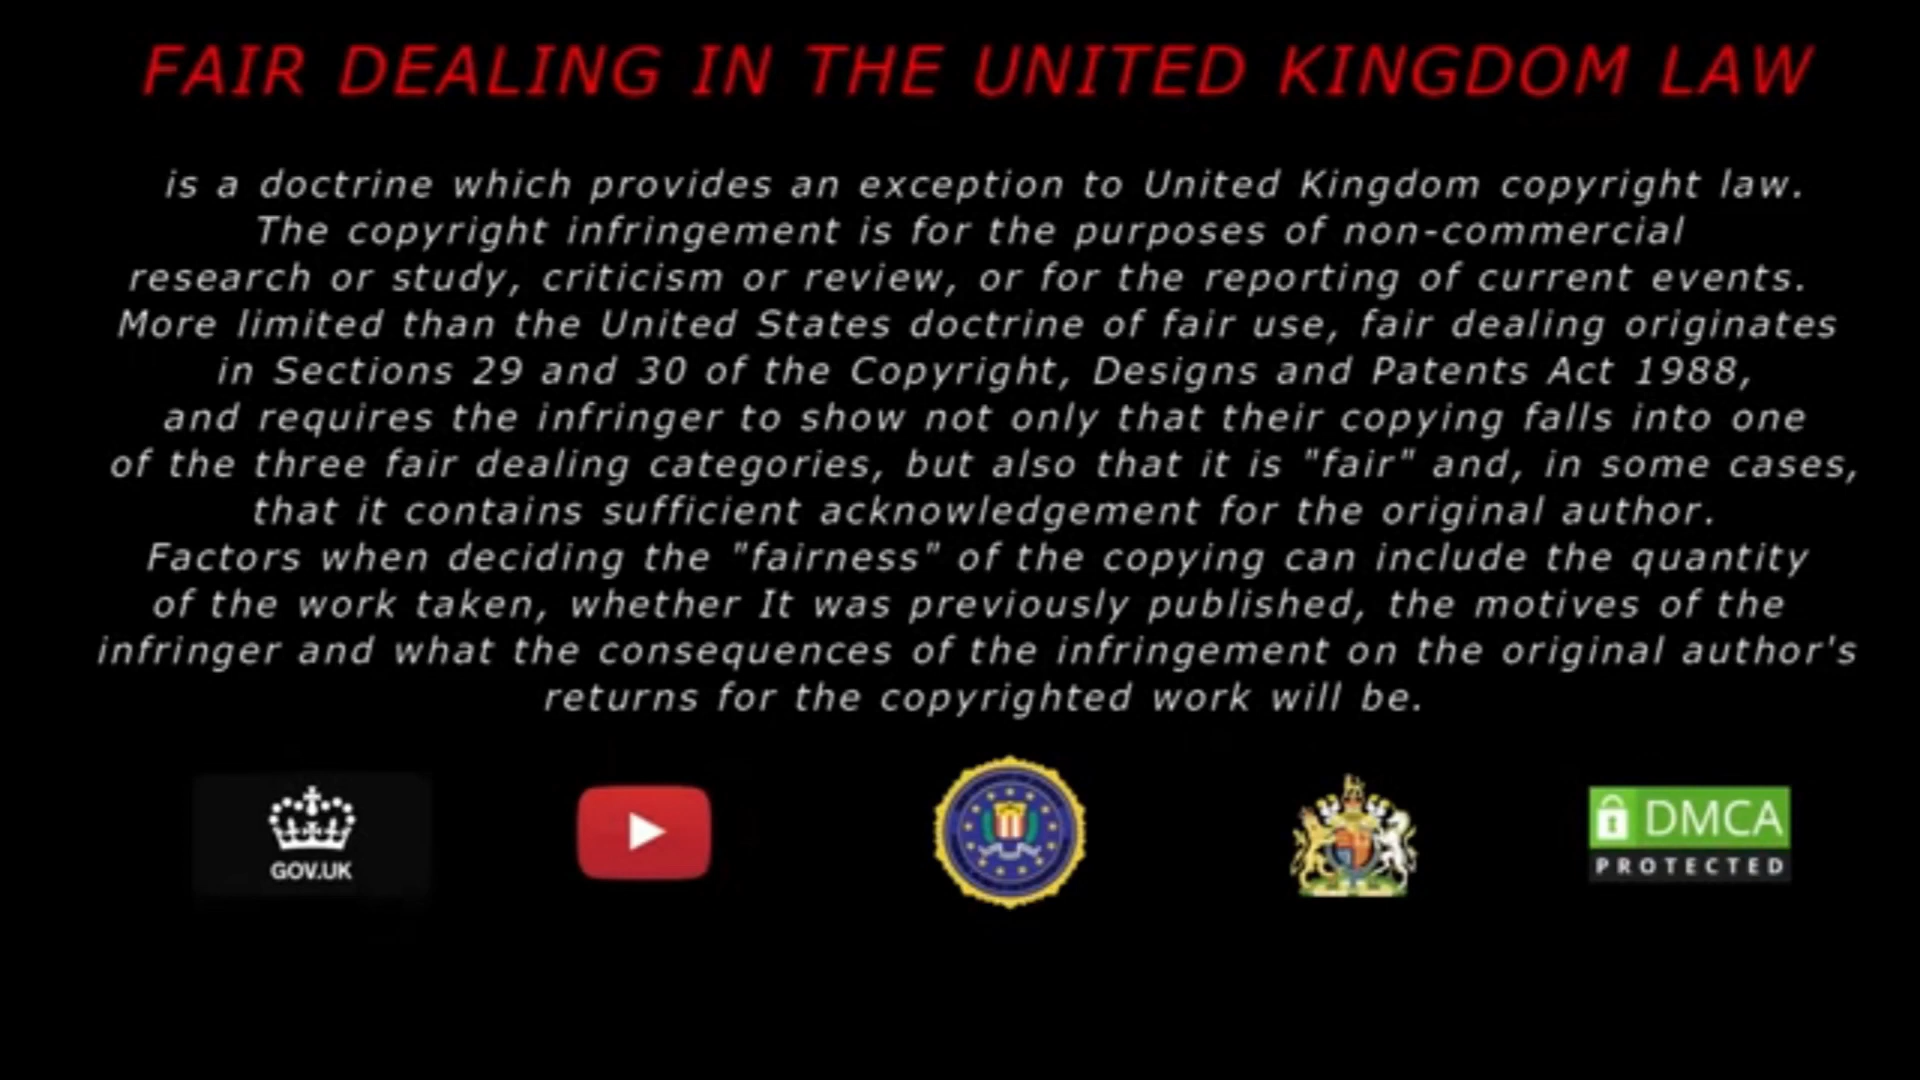 FAIR DEALING IN THE UNITED KINGDOM LAW
is a doctrine which provides an exception to United Kingdom copyright law.
The copyright infringement is for the purposes of non-commercial
research or study, criticism or review, or for the reporting of current events.
More limited than the United States doctrine of fair use, fair dealing originates
in Sections 29 and 30 of the Copyright, Designs and Patents Act 1988,
and requires the infringer to show not only that their copying falls into one
of the three fair dealing categories, but also that it is "fair" and, in some cases,
that it contains sufficient acknowledgement for the original author.
Factors when deciding the "fairness" of the copying can include the quantity
of the work taken, whether It was previously published, the motives of the
infringer and what the consequences of the infringement on the original author's
returns for the copyrighted work will be.
GOV.UK
DMCA
PROTECTED